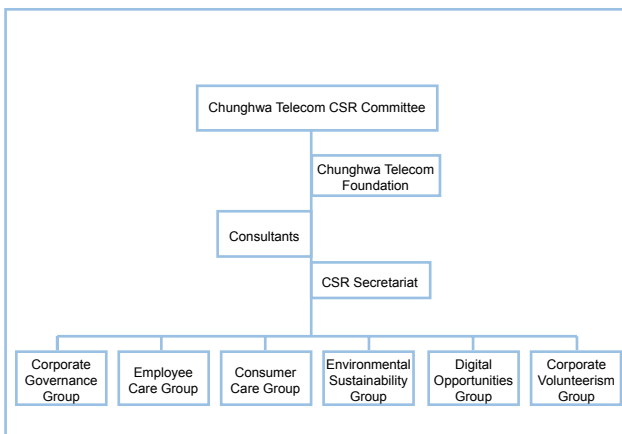 Chunghwa Telecom CSR Committee
Chunghwa Telecom
Foundation
Consultants
CSR Secretariat
Corporate
Governance
Group
Employee
Care Group
Consumer
Care Group
Environmental
Sustainability
Group
Digital
Opportunities
Group
Corporate
Volunteerism
Group